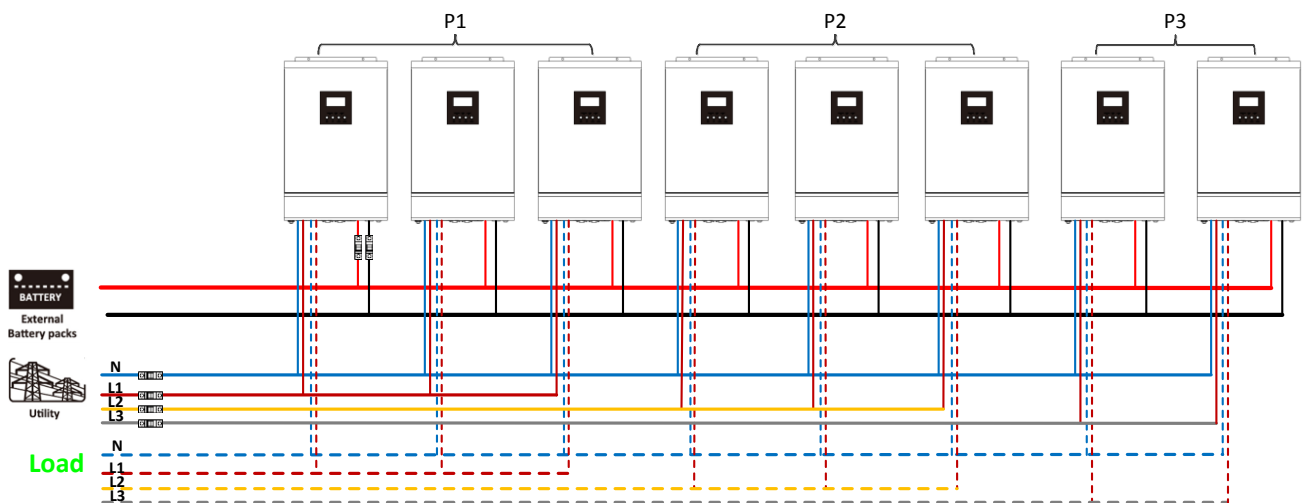 P1
P2
P3
BATTERY
External
Battery packs
Utility
N
L1
L2
L3
Load
N
L1
L2
L3